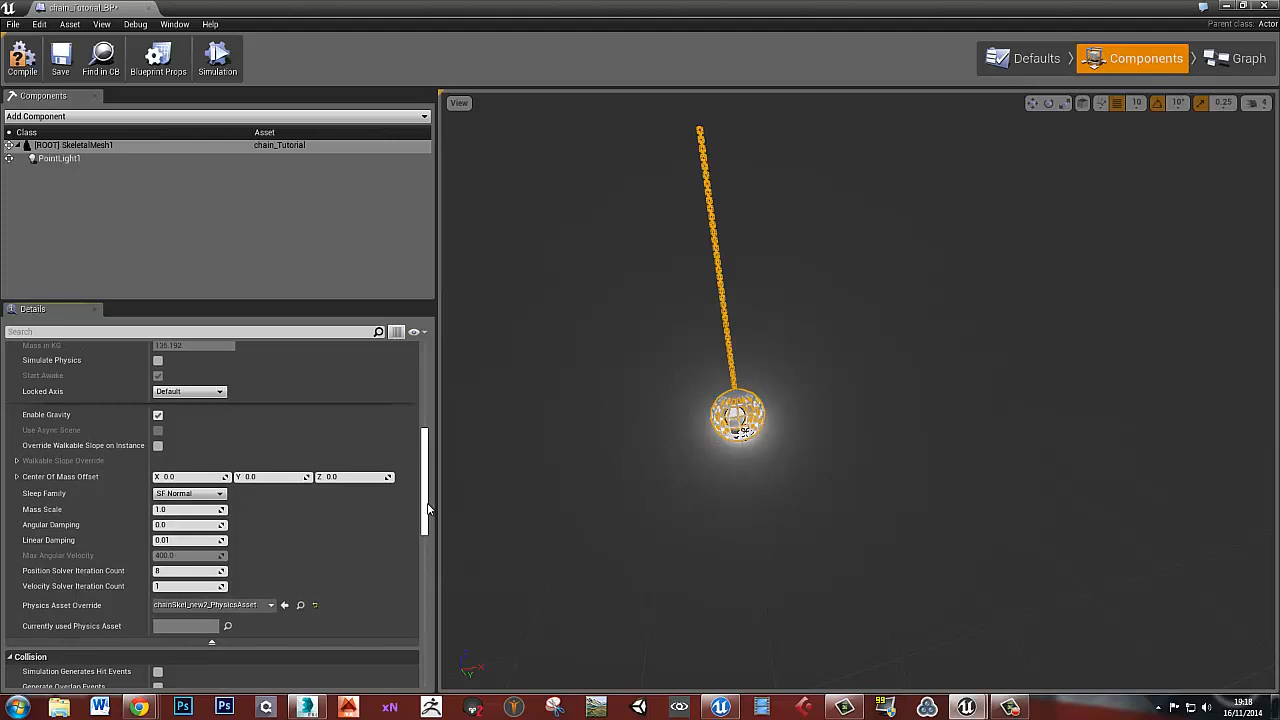 chain_Tutorial_BP*
File Edit Asset View Debug Window Help
Parent class: Actor
Compile Save Find in CB Blueprint Props Simulation
Defaults Components Graph
Components
Add Component
Class Asset
[ROOT] SkeletalMesh1 chain_Tutorial
PointLight1
View
10 10° 0.25 4
Details
Search
Mass in KG 135.192
Simulate Physics
Start Awake
Locked Axis Default
Enable Gravity
Use Async Scene
Override Walkable Slope on Instance
Walkable Slope Override
Center Of Mass Offset X 0.0 Y 0.0 Z 0.0
Sleep Family SF Normal
Mass Scale 1.0
Angular Damping 0.0
Linear Damping 0.01
Max Angular Velocity 400.0
Position Solver Iteration Count 8
Velocity Solver Iteration Count 1
Physics Asset Override chainSkel_new2_PhysicsAsset
Currently used Physics Asset
Collision
Simulation Generates Hit Events
Generate Overlap Events
Z X Y
19:18
16/11/2014